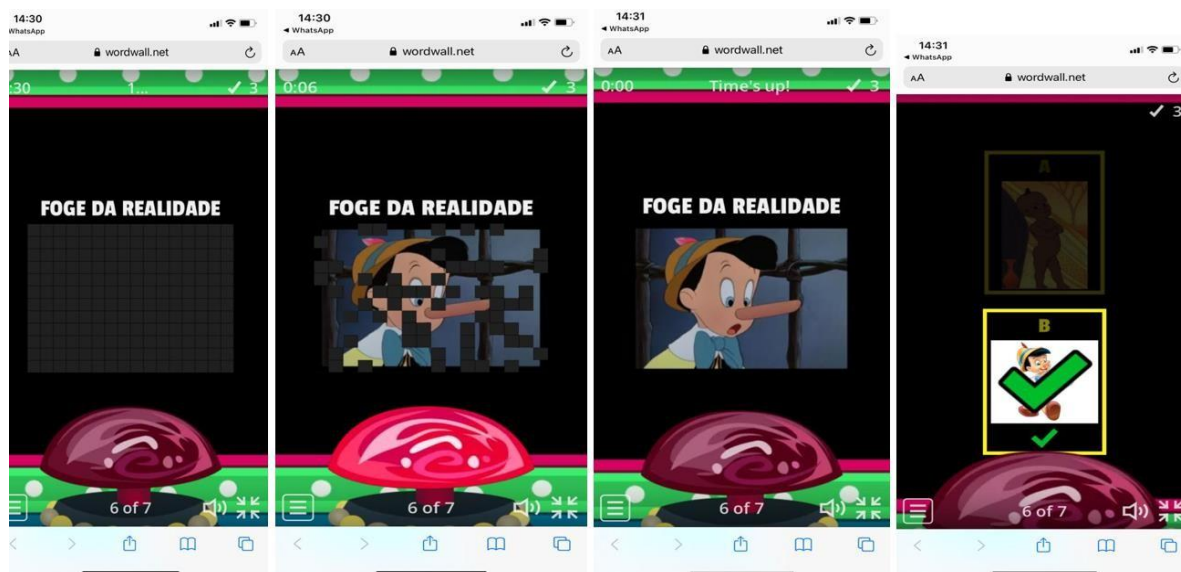 14:30
WhatsApp
AA
wordwall.net
:30
1...
3
FOGE DA REALIDADE
6 of 7
14:30
WhatsApp
AA
wordwall.net
0:06
3
FOGE DA REALIDADE
6 of 7
14:31
WhatsApp
AA
wordwall.net
0:00
Time's up!
3
FOGE DA REALIDADE
6 of 7
14:31
WhatsApp
AA
wordwall.net
3
A
B
6 of 7